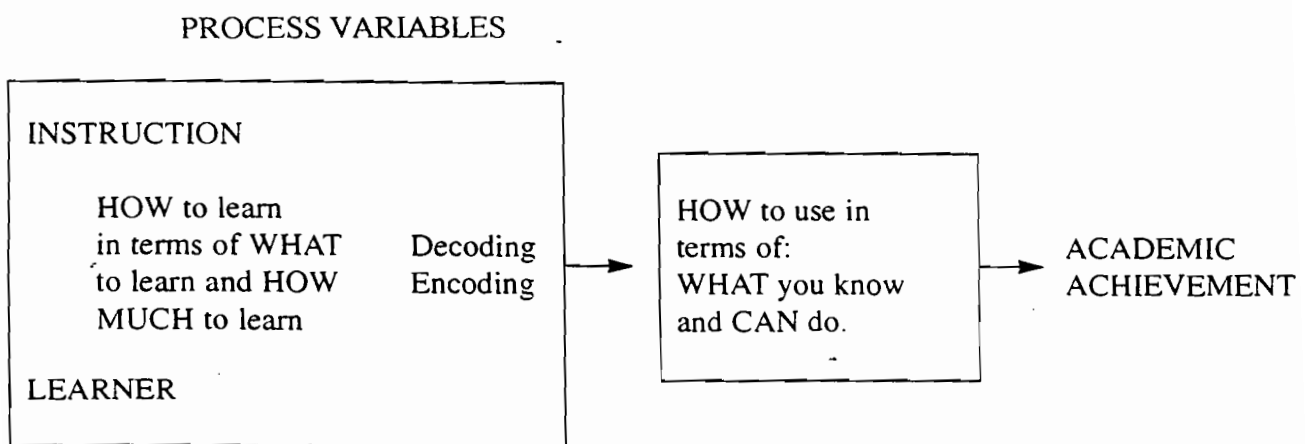 PROCESS VARIABLES
INSTRUCTION
HOW to learn
in terms of WHAT
to learn and HOW
MUCH to learn
Decoding
Encoding
LEARNER
HOW to use in
terms of:
WHAT you know
and CAN do.
ACADEMIC
ACHIEVEMENT